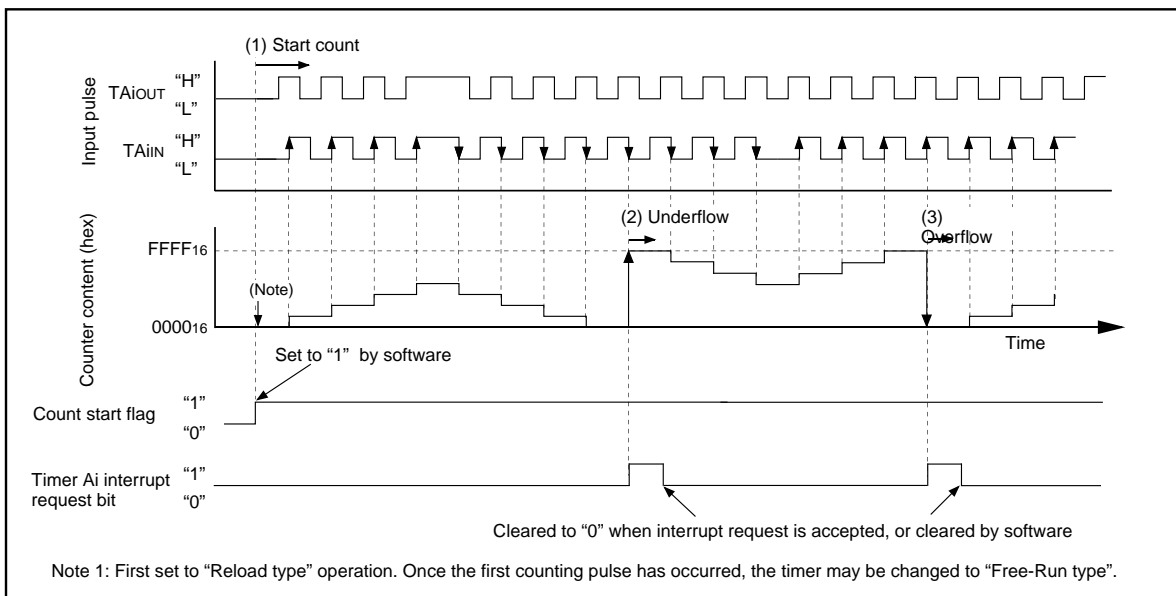 (1) Start count
Input pulse
TAiOUT
“H”
“L”
TAiIN
“H”
“L”
Counter content (hex)
FFFF16
(2) Underflow
(3)
Overflow
(Note)
000016
Time
Set to “1” by software
Count start flag
“1”
“0”
Timer Ai interrupt
request bit
“1”
“0”
Cleared to “0” when interrupt request is accepted, or cleared by software
Note 1: First set to “Reload type” operation. Once the first counting pulse has occurred, the timer may be changed to “Free-Run type”.